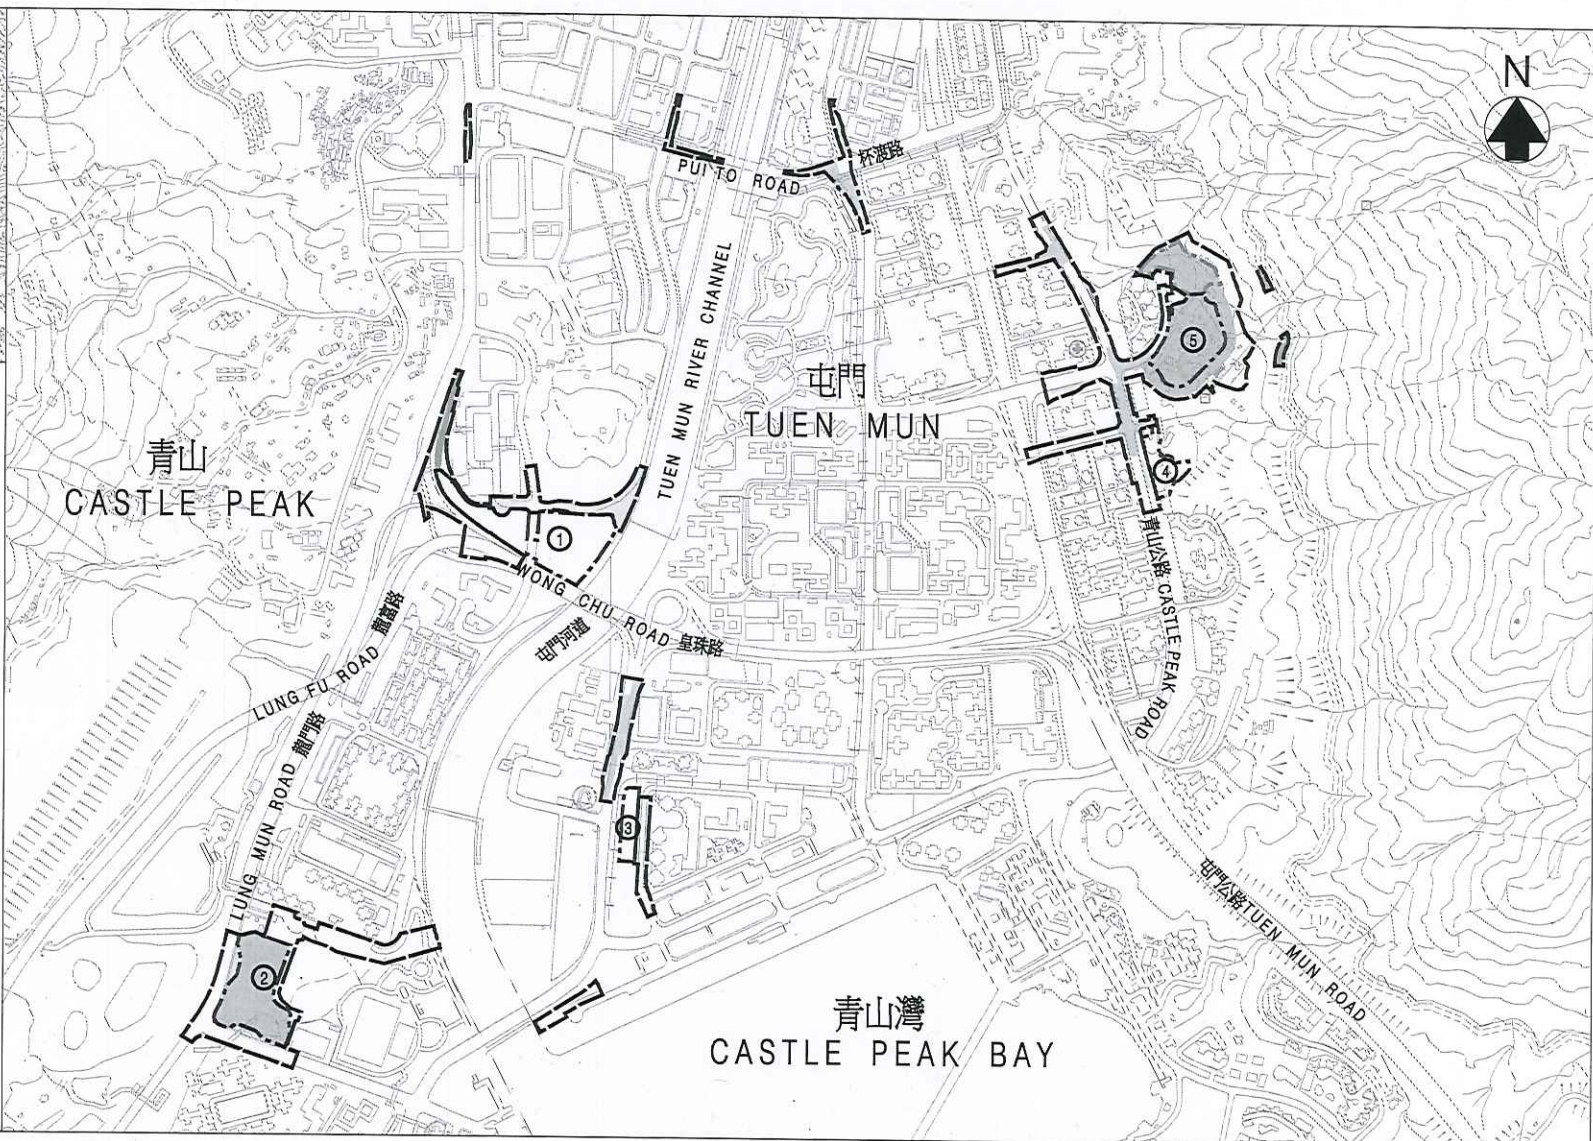 N
杯渡路
PUI TO ROAD
TUEN MUN RIVER CHANNEL
屯門
TUEN MUN
青山
CASTLE PEAK
5
4
1
青山公路 CASTLE PEAK ROAD
WONG CHU ROAD 皇珠路
屯門河道
LUNG FU ROAD 龍富路
LUNG MUN ROAD 龍門路
3
2
屯門公路 TUEN MUN ROAD
青山灣
CASTLE PEAK BAY